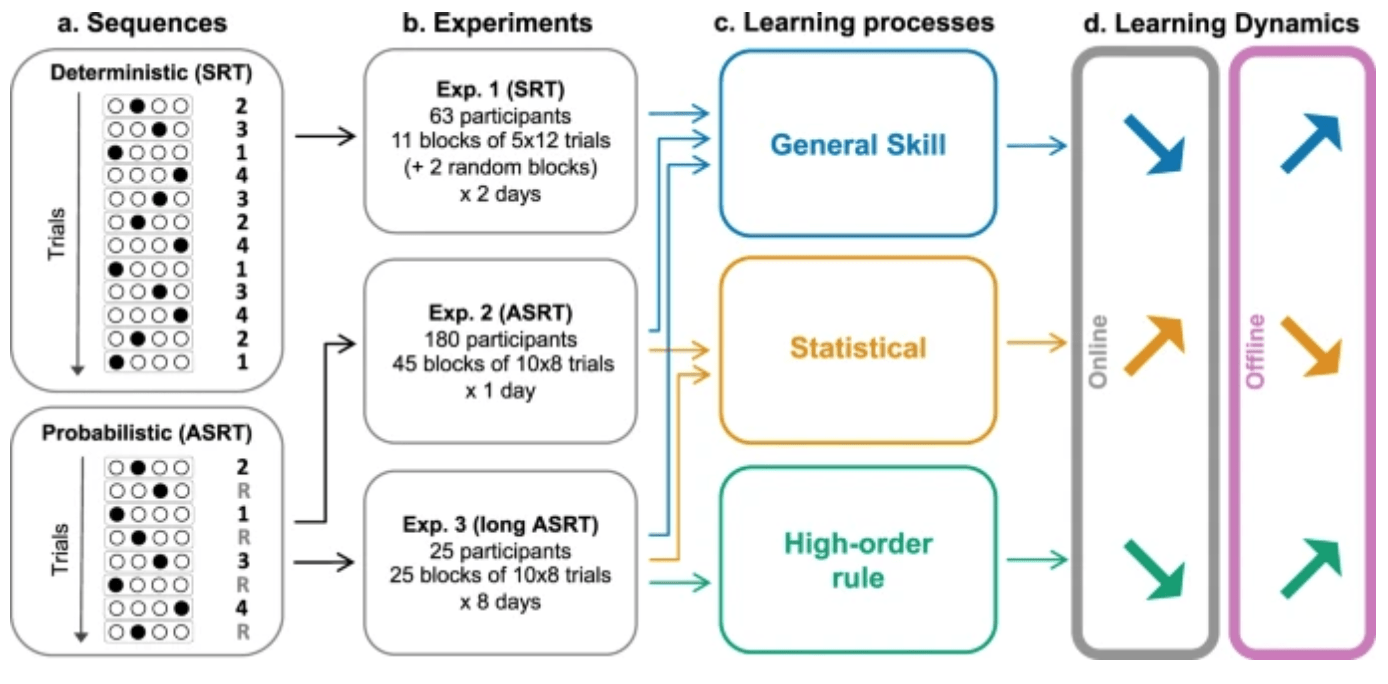 a. Sequences
b. Experiments
c. Learning processes
d. Learning Dynamics
Deterministic (SRT)
Trials
2
3
1
4
3
2
4
1
3
4
2
1
Probabilistic (ASRT)
Trials
2
R
1
R
3
R
4
R
Exp. 1 (SRT)
63 participants
11 blocks of 5x12 trials
(+ 2 random blocks)
x 2 days
Exp. 2 (ASRT)
180 participants
45 blocks of 10x8 trials
x 1 day
Exp. 3 (long ASRT)
25 participants
25 blocks of 10x8 trials
x 8 days
General Skill
Statistical
High-order
rule
Online
Offline